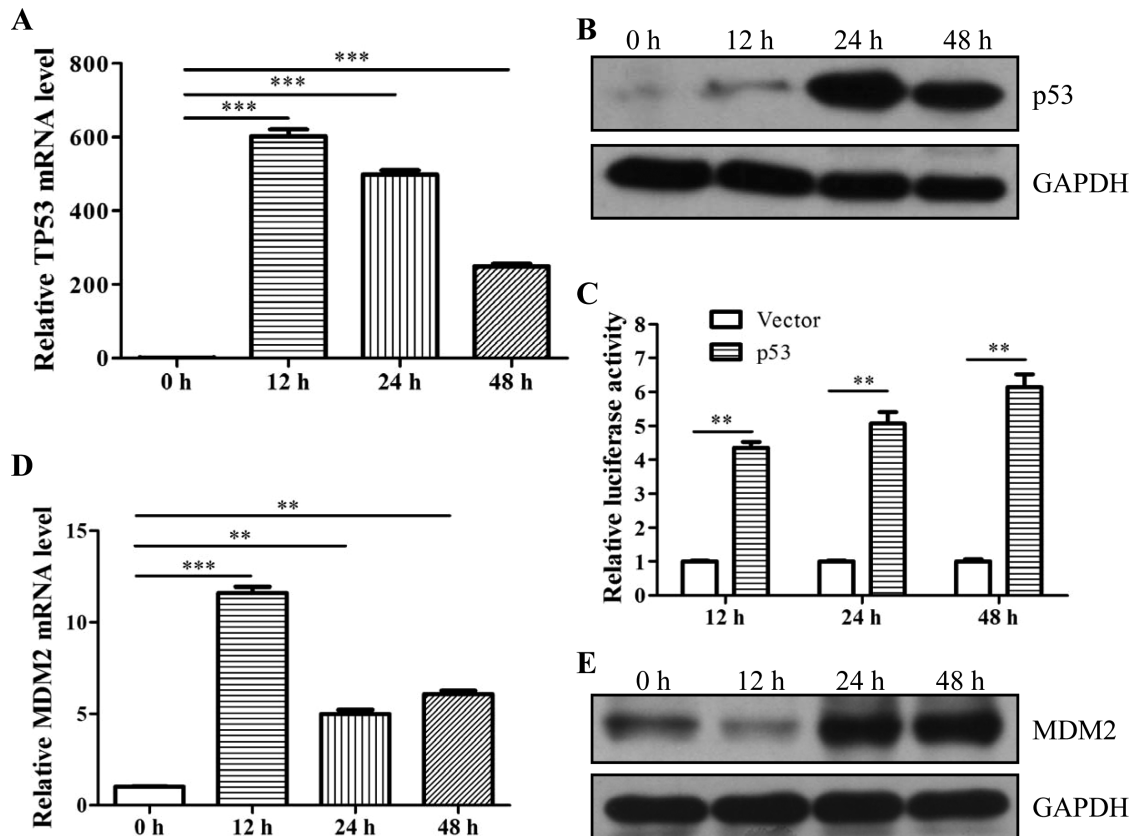 A
Relative TP53 mRNA level
800
600
400
200
0
***
***
***
0 h 12 h 24 h 48 h
B
0 h 12 h 24 h 48 h
p53
GAPDH
C
Relative luciferase activity
8
7
6
5
4
3
2
1
0
Vector
p53
**
**
**
12 h 24 h 48 h
D
Relative MDM2 mRNA level
15
10
5
0
**
**
***
0 h 12 h 24 h 48 h
E
0 h 12 h 24 h 48 h
MDM2
GAPDH